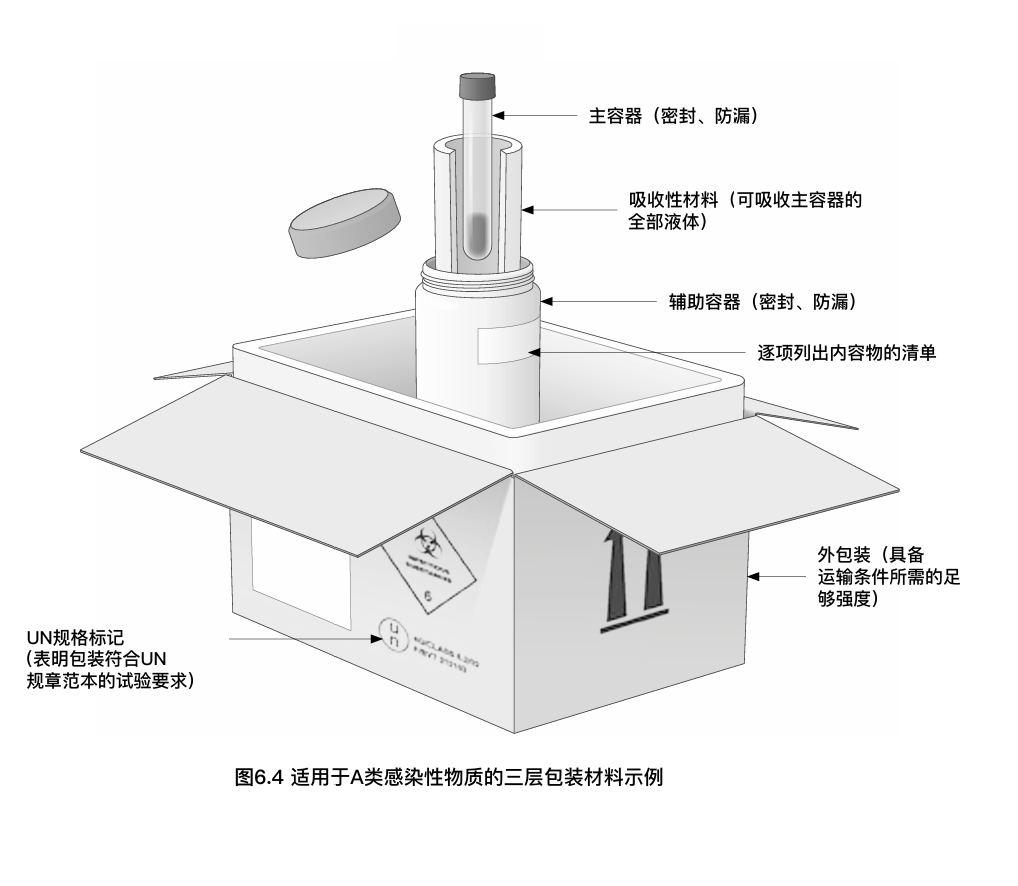 主容器（密封、防漏）
吸收性材料（可吸收主容器的
全部液体）
辅助容器（密封、防漏）
逐项列出内容物的清单
外包装（具备
运输条件所需的足
够强度）
6
u
n
UN规格标记
（表明包装符合UN
规章范本的试验要求）
图6.4 适用于A类感染性物质的三层包装材料示例